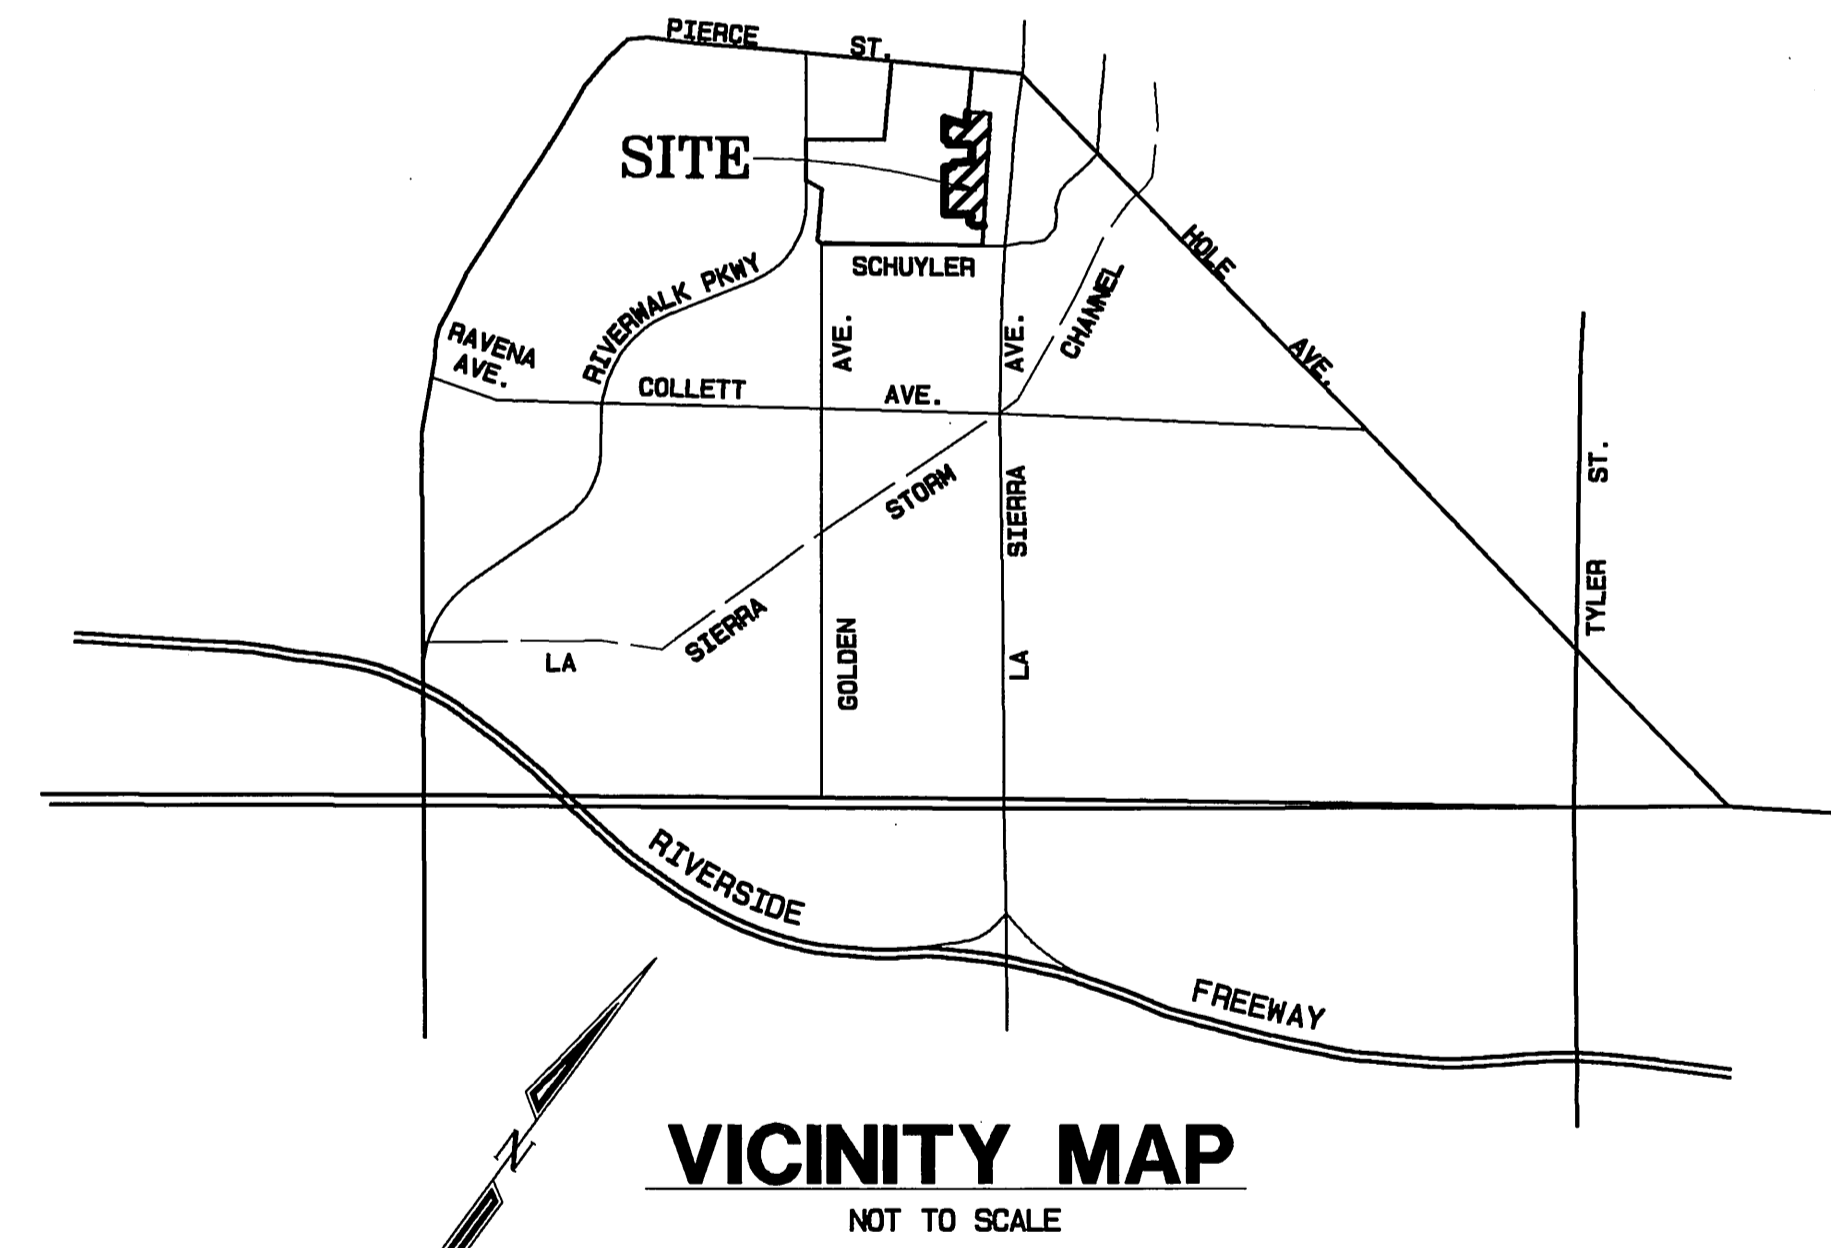 PIERCE ST.
SITE
SCHUYLER AVE.
HOLE AVE.
RIVERWALK PKWY
RAVENA
AVE.
COLLETT AVE.
GOLDEN AVE.
LA SIERRA AVE.
LA SIERRA STORM CHANNEL
TYLER ST.
RIVERSIDE FREEWAY
N
VICINITY MAP
NOT TO SCALE